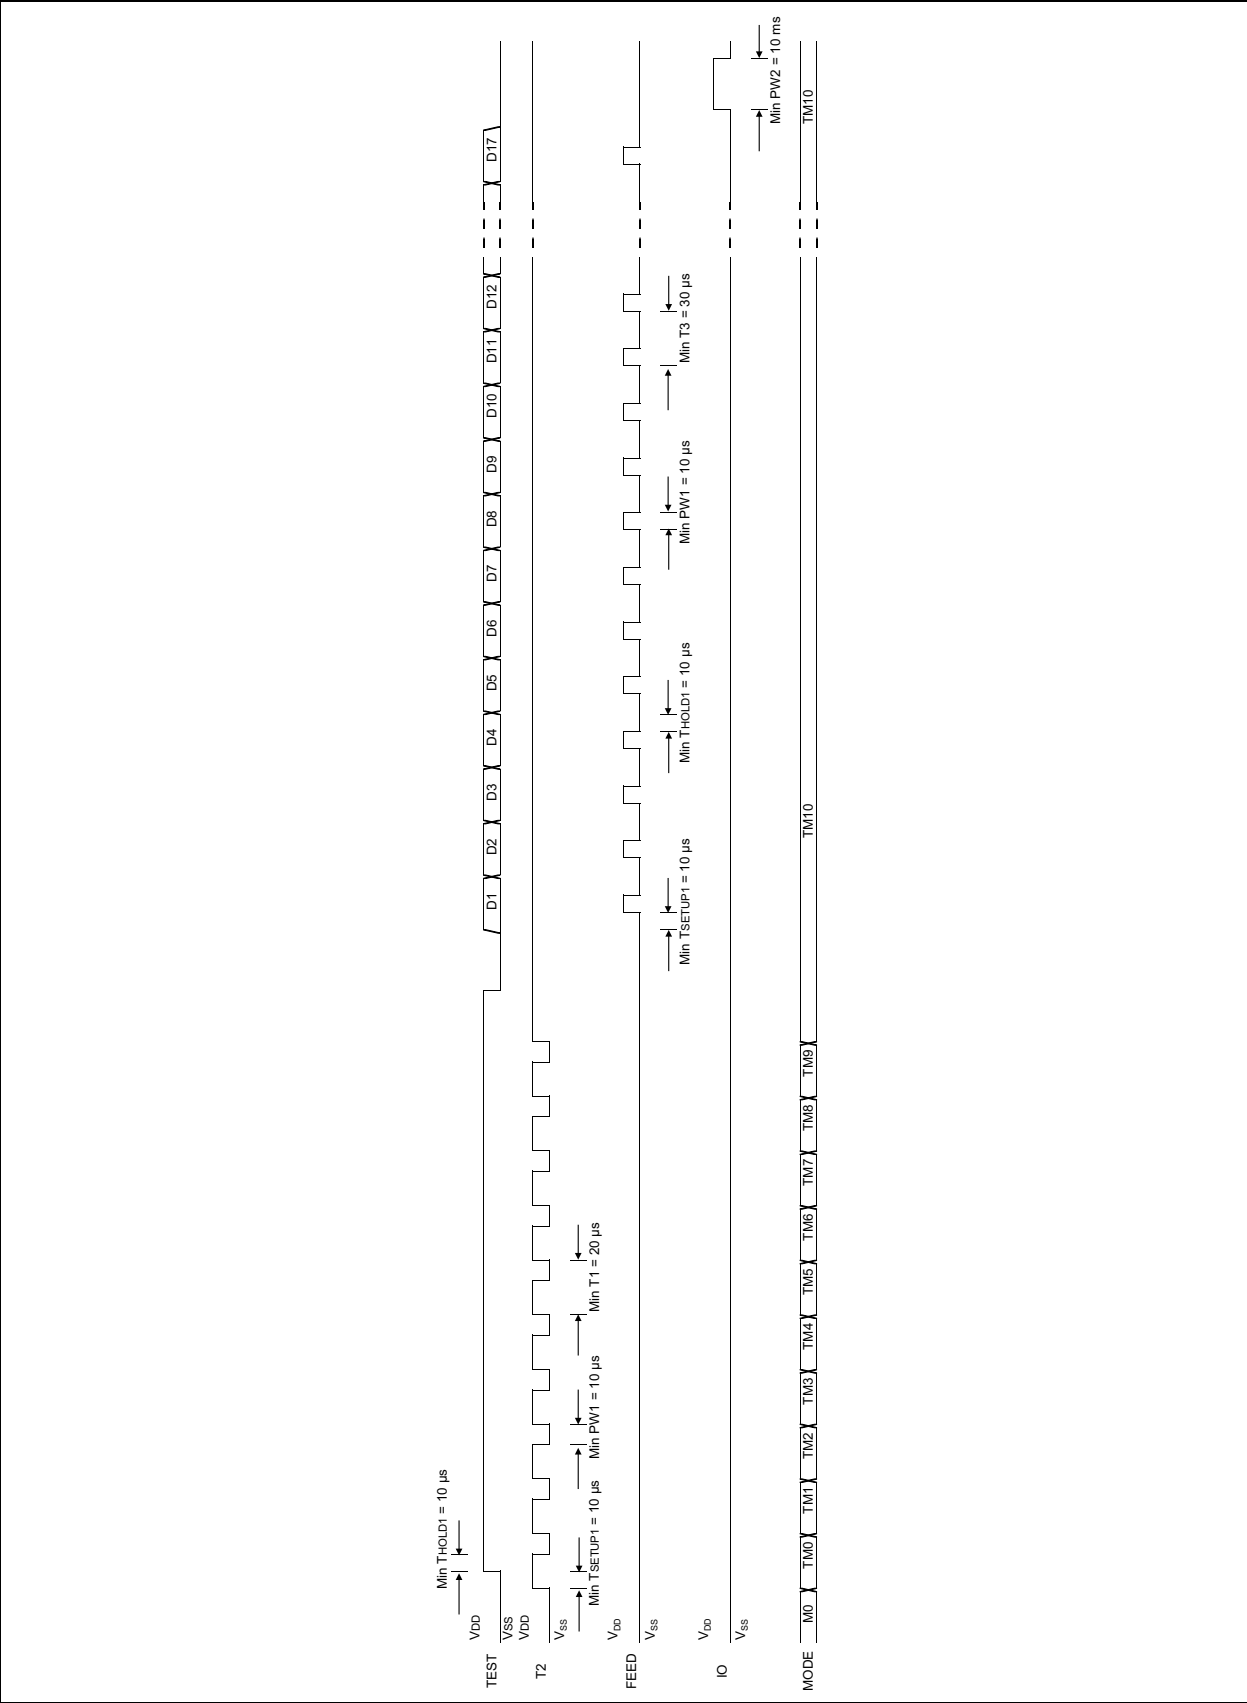 Min THOLD1 = 10 µs
VDD
TEST
VSS
D1 D2 D3 D4 D5 D6 D7 D8 D9 D10 D11 D12 D17
VDD
T2
VSS
Min TSETUP1 = 10 µs
Min PW1 = 10 µs
Min T1 = 20 µs
VDD
FEED
VSS
Min TSETUP1 = 10 µs
Min THOLD1 = 10 µs
Min PW1 = 10 µs
Min T3 = 30 µs
VDD
IO
VSS
Min PW2 = 10 ms
MODE
M0 TM0 TM1 TM2 TM3 TM4 TM5 TM6 TM7 TM8 TM9 TM10 TM10